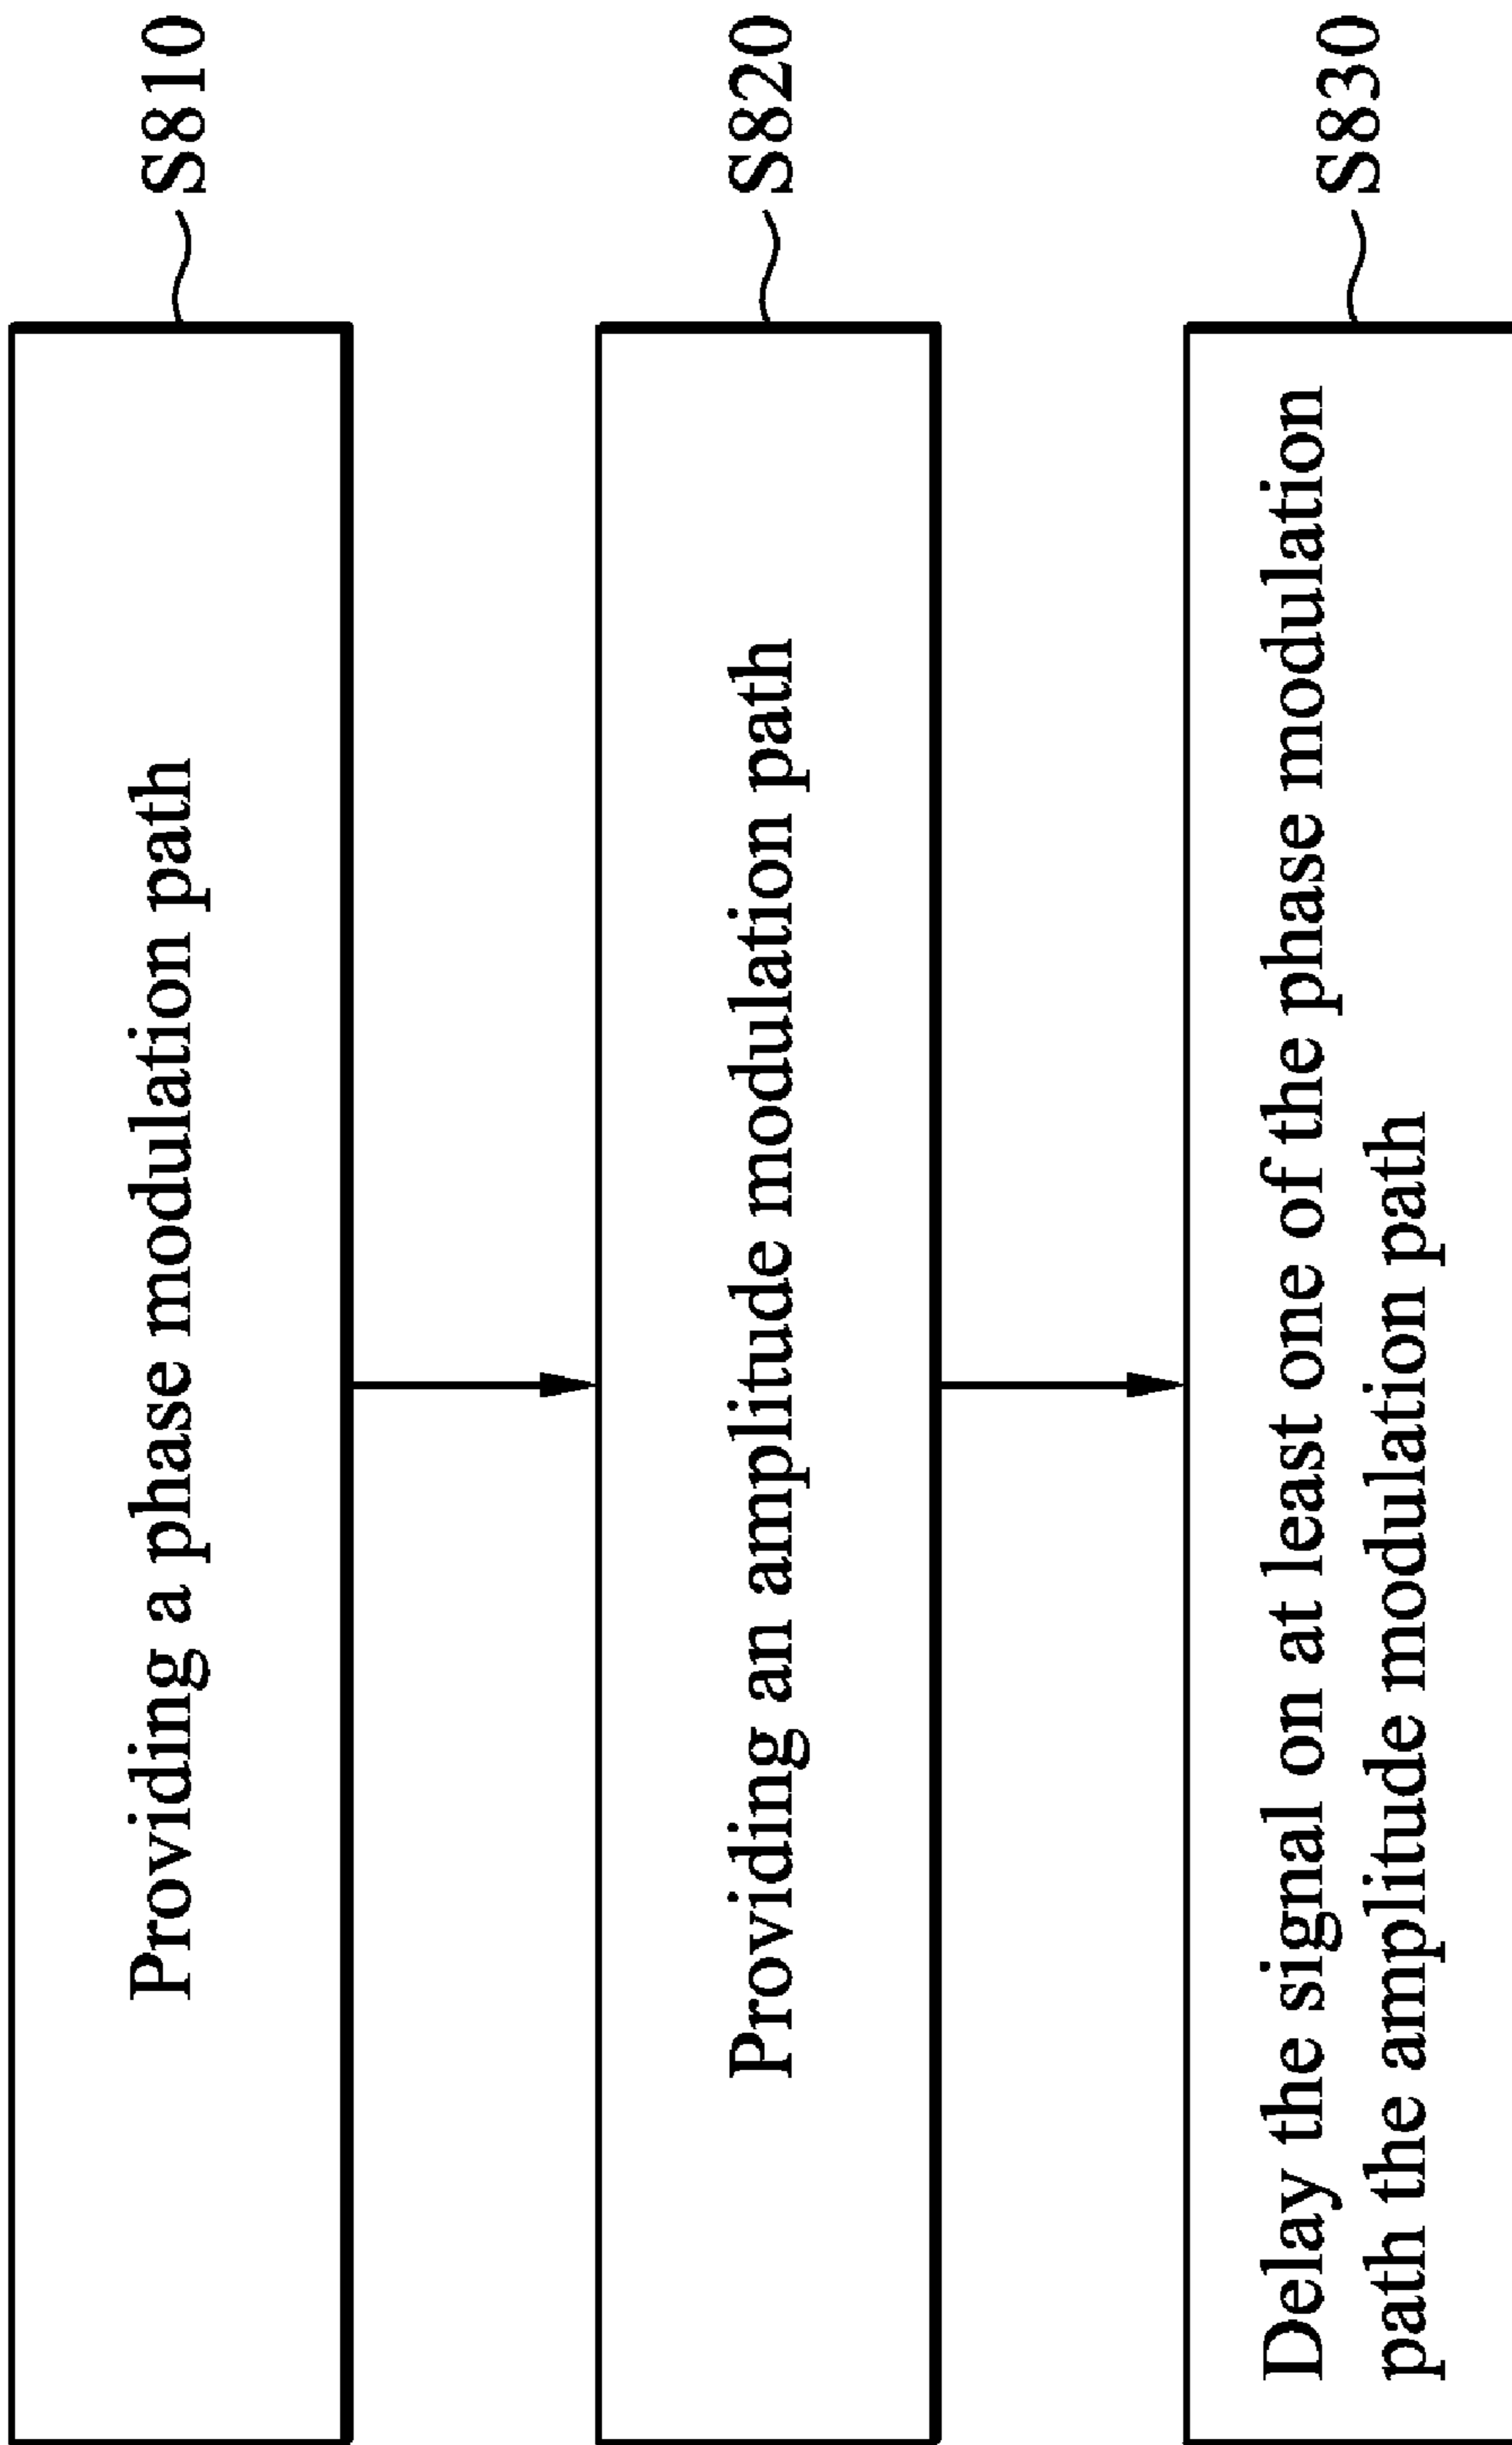 Providing a phase modulation path
S810
Providing an amplitude modulation path
S820
Delay the signal on at least one of the phase modulation
path the amplitude modulation path
S830